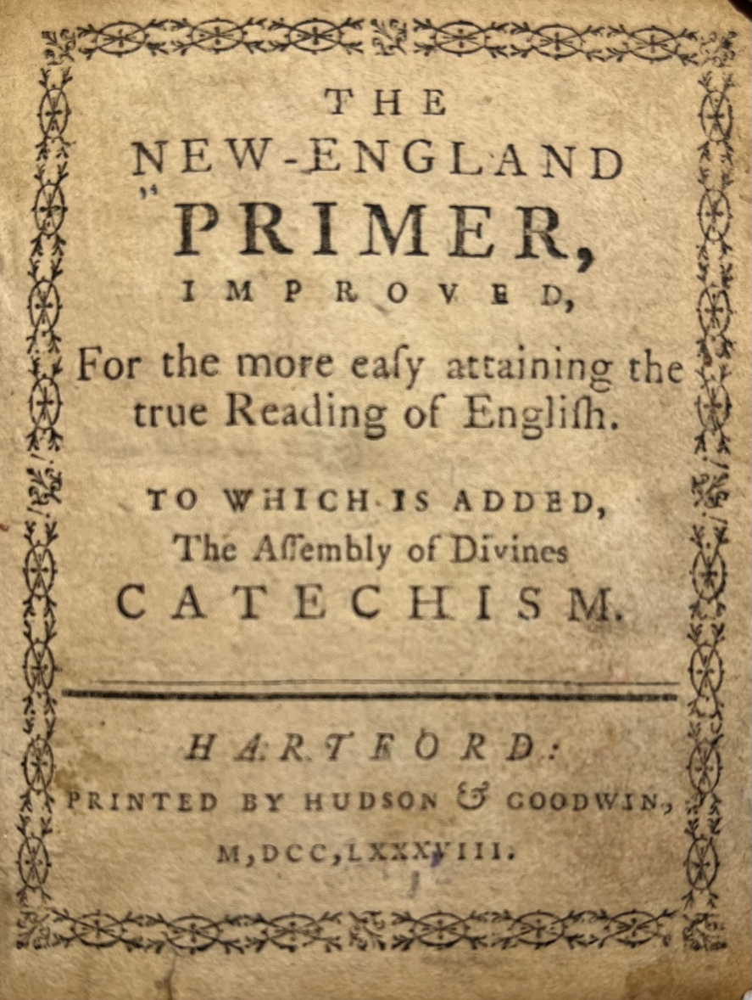 THE
NEW-ENGLAND
PRIMER,
IMPROVED,
For the more eaſy attaining the
true Reading of Engliſh.
TO WHICH IS ADDED,
The Aſſembly of Divines
CATECHISM.
HARTFORD:
PRINTED BY HUDSON & GOODWIN,
M,DCC,LXXXVIII.